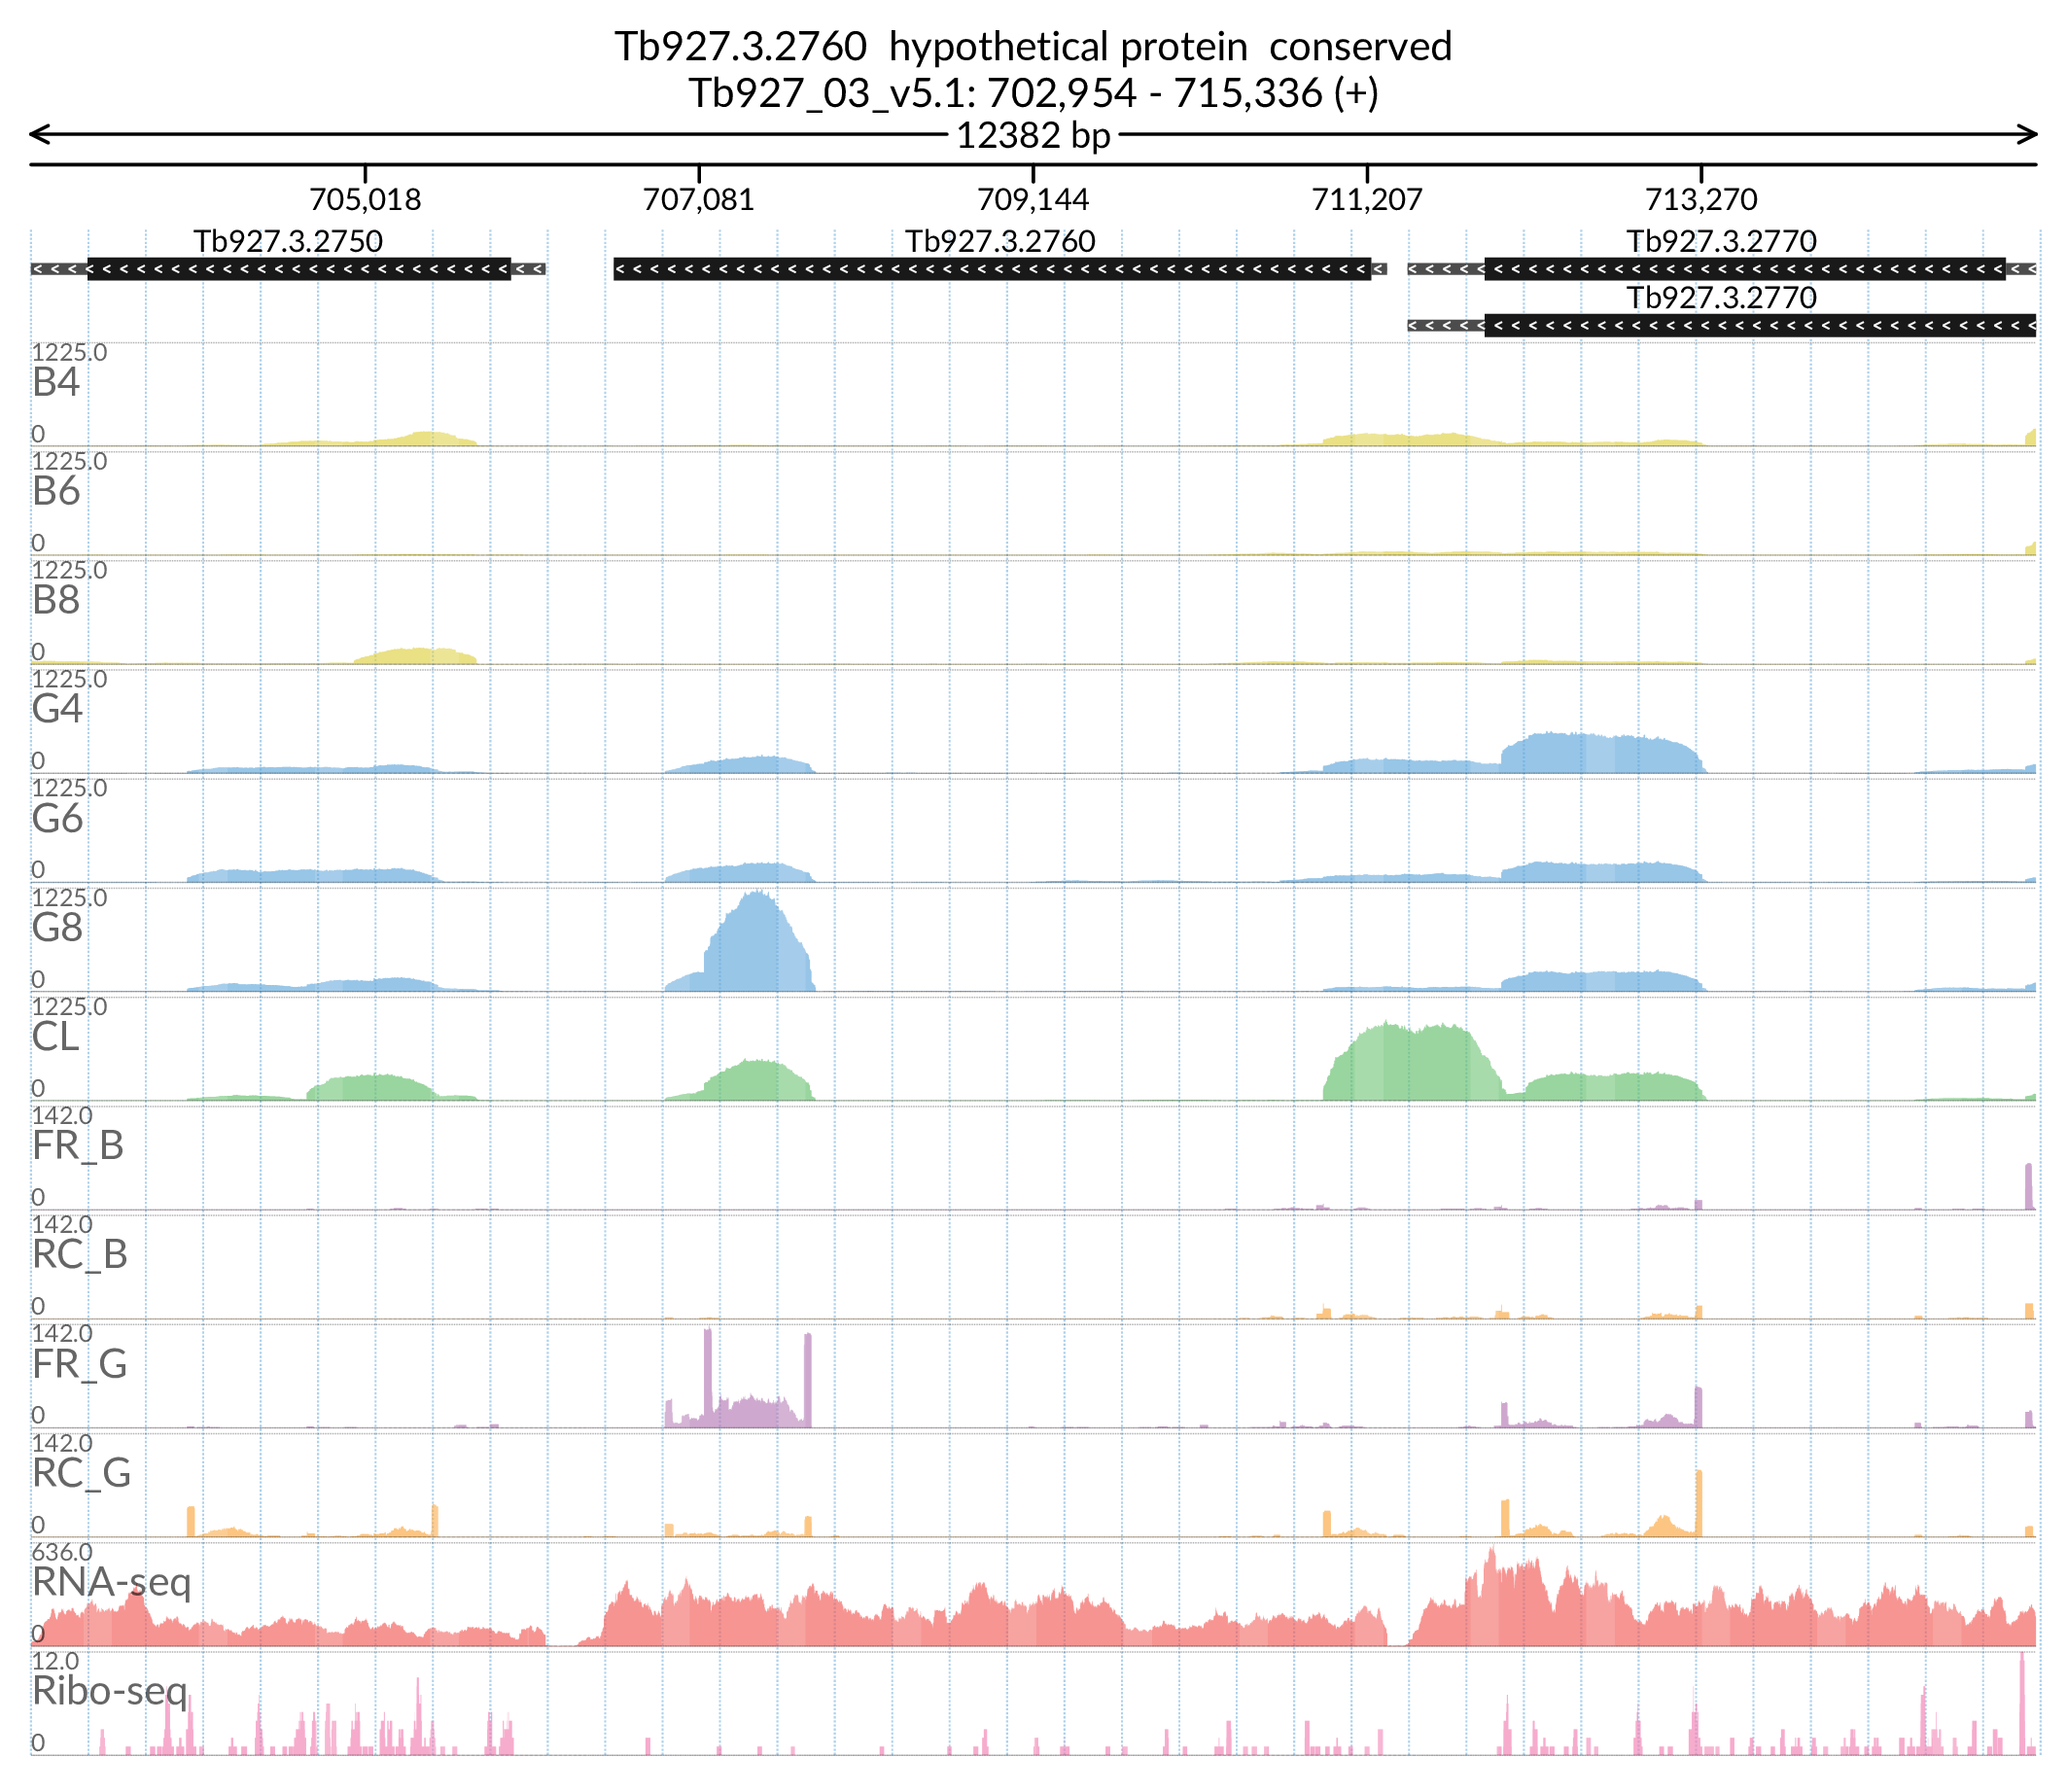 Tb927.3.2760  hypothetical protein  conserved
Tb927_03_v5.1: 702,954 - 715,336 (+)
12382 bp
705,018 707,081 709,144 711,207 713,270
Tb927.3.2750 Tb927.3.2760 Tb927.3.2770
Tb927.3.2770
1225.0
B4
0
1225.0
B6
0
1225.0
B8
0
1225.0
G4
0
1225.0
G6
0
1225.0
G8
0
1225.0
CL
0
142.0
FR_B
0
142.0
RC_B
0
142.0
FR_G
0
142.0
RC_G
0
636.0
RNA-seq
0
12.0
Ribo-seq
0